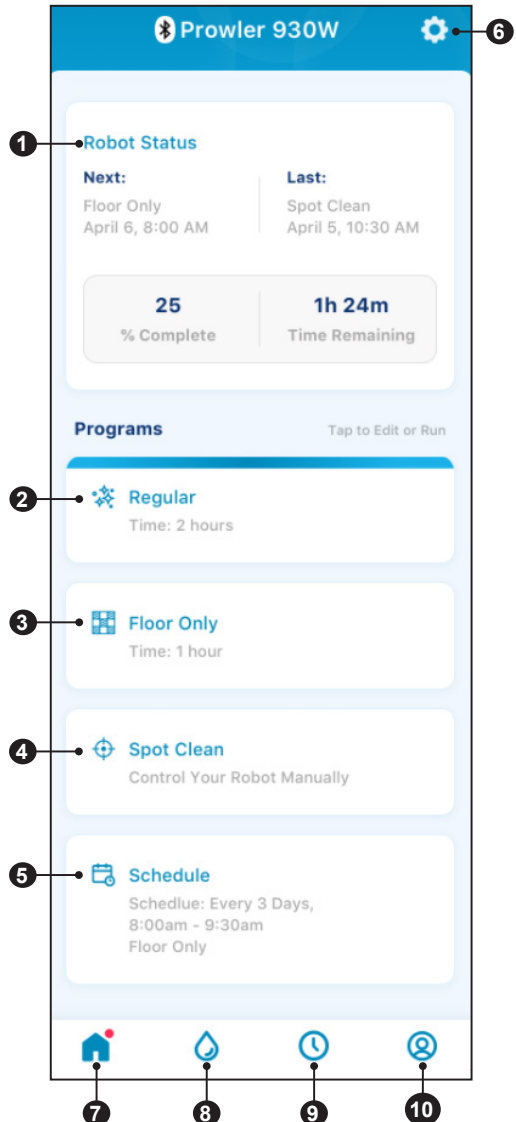 Prowler 930W
6
1
Robot Status
Next:
Floor Only
April 6, 8:00 AM
Last:
Spot Clean
April 5, 10:30 AM
25
% Complete
1h 24m
Time Remaining
Programs
Tap to Edit or Run
2
Regular
Time: 2 hours
3
Floor Only
Time: 1 hour
4
Spot Clean
Control Your Robot Manually
5
Schedule
Schedlue: Every 3 Days,
8:00am - 9:30am
Floor Only
7
8
9
10